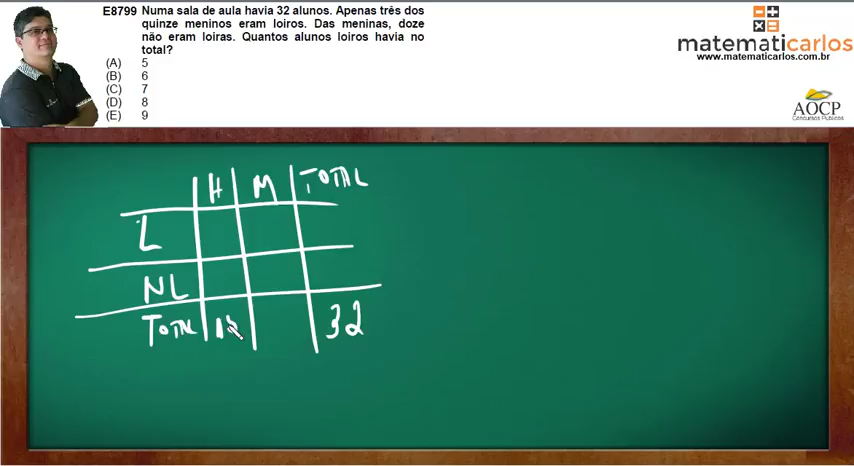 E8799 Numa sala de aula havia 32 alunos. Apenas três dos
quinze meninos eram loiros. Das meninas, doze
não eram loiras. Quantos alunos loiros havia no
total?
(A) 5
(B) 6
(C) 7
(D) 8
(E) 9
matematicarlos
www.matematicarlos.com.br
AOCP
Concursos Públicos
H M TOTAL
L
NL
TOTAL 15 32